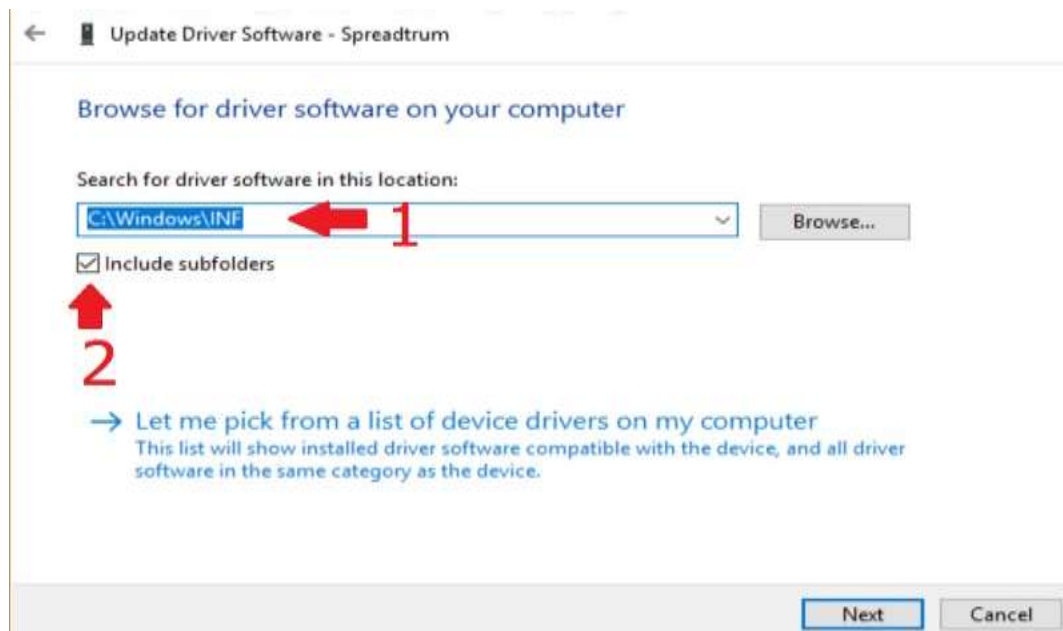 Update Driver Software - Spreadtrum
Browse for driver software on your computer
Search for driver software in this location:
C:\Windows\INF
1
Browse...
Include subfolders
2
Let me pick from a list of device drivers on my computer
This list will show installed driver software compatible with the device, and all driver
software in the same category as the device.
Next
Cancel